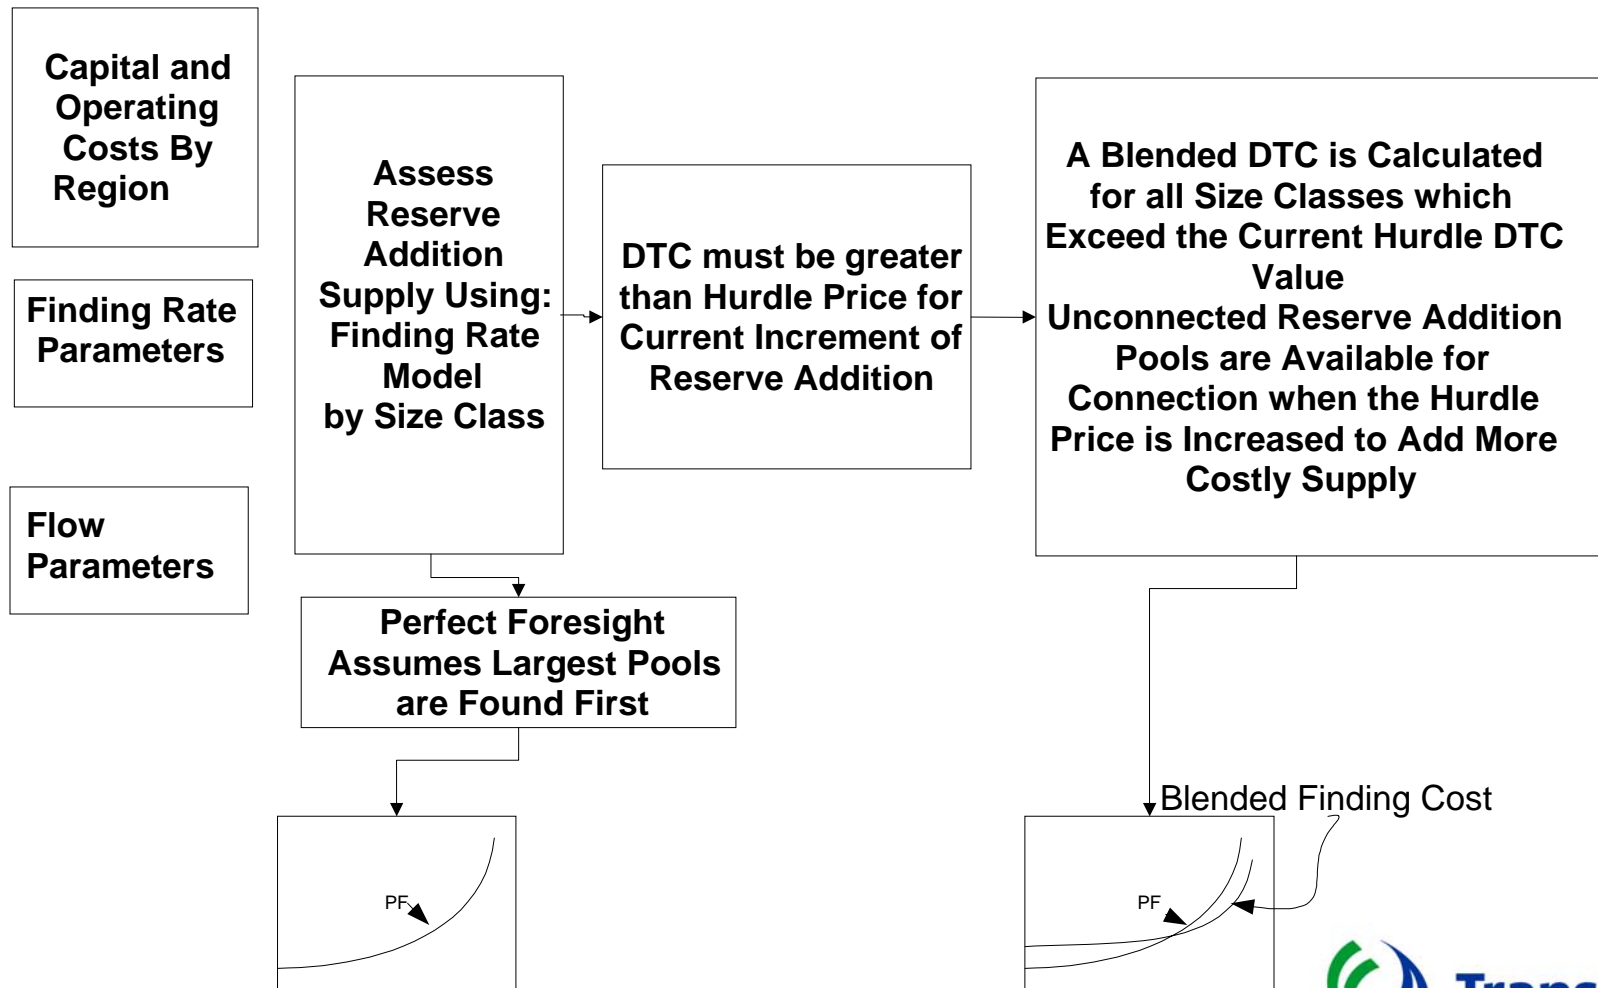 Capital and
Operating
Costs By
Region
Finding Rate
Parameters
Flow
Parameters
Assess
Reserve
Addition
Supply Using:
Finding Rate
Model
by Size Class
DTC must be greater
than Hurdle Price for
Current Increment of
Reserve Addition
A Blended DTC is Calculated
for all Size Classes which
Exceed the Current Hurdle DTC
Value
Unconnected Reserve Addition
Pools are Available for
Connection when the Hurdle
Price is Increased to Add More
Costly Supply
Perfect Foresight
Assumes Largest Pools
are Found First
PF
Blended Finding Cost
PF